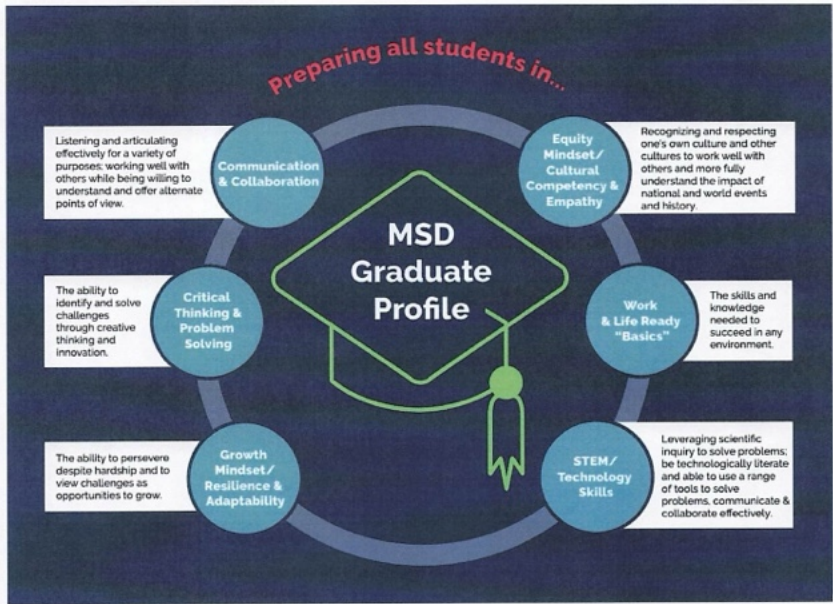 Preparing all students in...
Listening and articulating
effectively for a variety of
purposes; working well with
others while being willing to
understand and offer alternate
points of view.
Communication
& Collaboration
Equity
Mindset/
Cultural
Competency &
Empathy
Recognizing and respecting
one's own culture and other
cultures to work well with
others and more fully
understand the impact of
national and world events
and history.
MSD
Graduate
Profile
The ability to
identify and solve
challenges
through creative
thinking and
innovation.
Critical
Thinking &
Problem
Solving
Work
& Life Ready
"Basics"
The skills and
knowledge
needed to
succeed in any
environment.
The ability to persevere
despite hardship and to
view challenges as
opportunities to grow.
Growth
Mindset/
Resilience &
Adaptability
STEM/
Technology
Skills
Leveraging scientific
inquiry to solve problems;
be technologically literate
and able to use a range
of tools to solve
problems, communicate &
collaborate effectively.